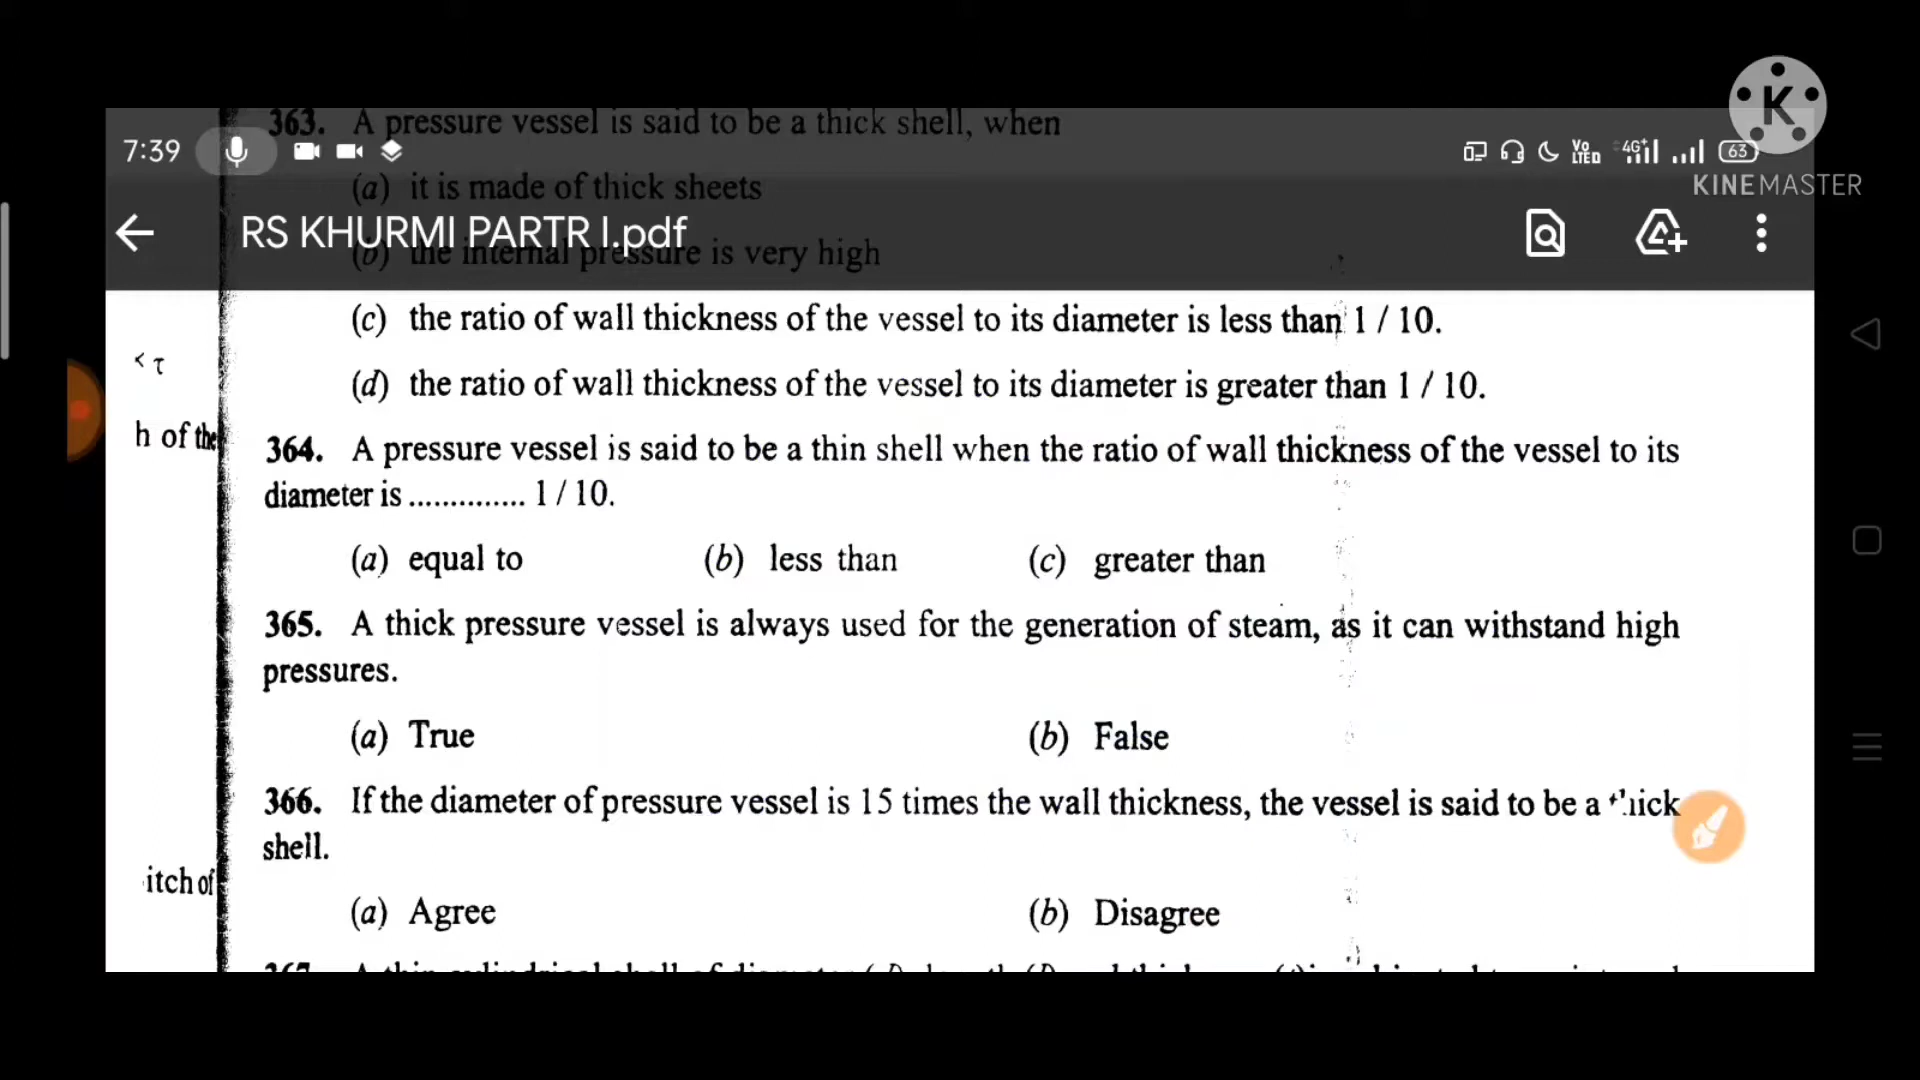 363. A pressure vessel is said to be a thick shell, when
7:39
VoLTE 4G+ 63
K
KINEMASTER
(a) it is made of thick sheets
RS KHURMI PARTR I.pdf
(b) the internal pressure is very high
(c) the ratio of wall thickness of the vessel to its diameter is less than 1 / 10.
< τ
(d) the ratio of wall thickness of the vessel to its diameter is greater than 1 / 10.
h of the
364. A pressure vessel is said to be a thin shell when the ratio of wall thickness of the vessel to its
diameter is .............. 1 / 10.
(a) equal to (b) less than (c) greater than
365. A thick pressure vessel is always used for the generation of steam, as it can withstand high
pressures.
(a) True (b) False
366. If the diameter of pressure vessel is 15 times the wall thickness, the vessel is said to be a thick
shell.
itch of
(a) Agree (b) Disagree